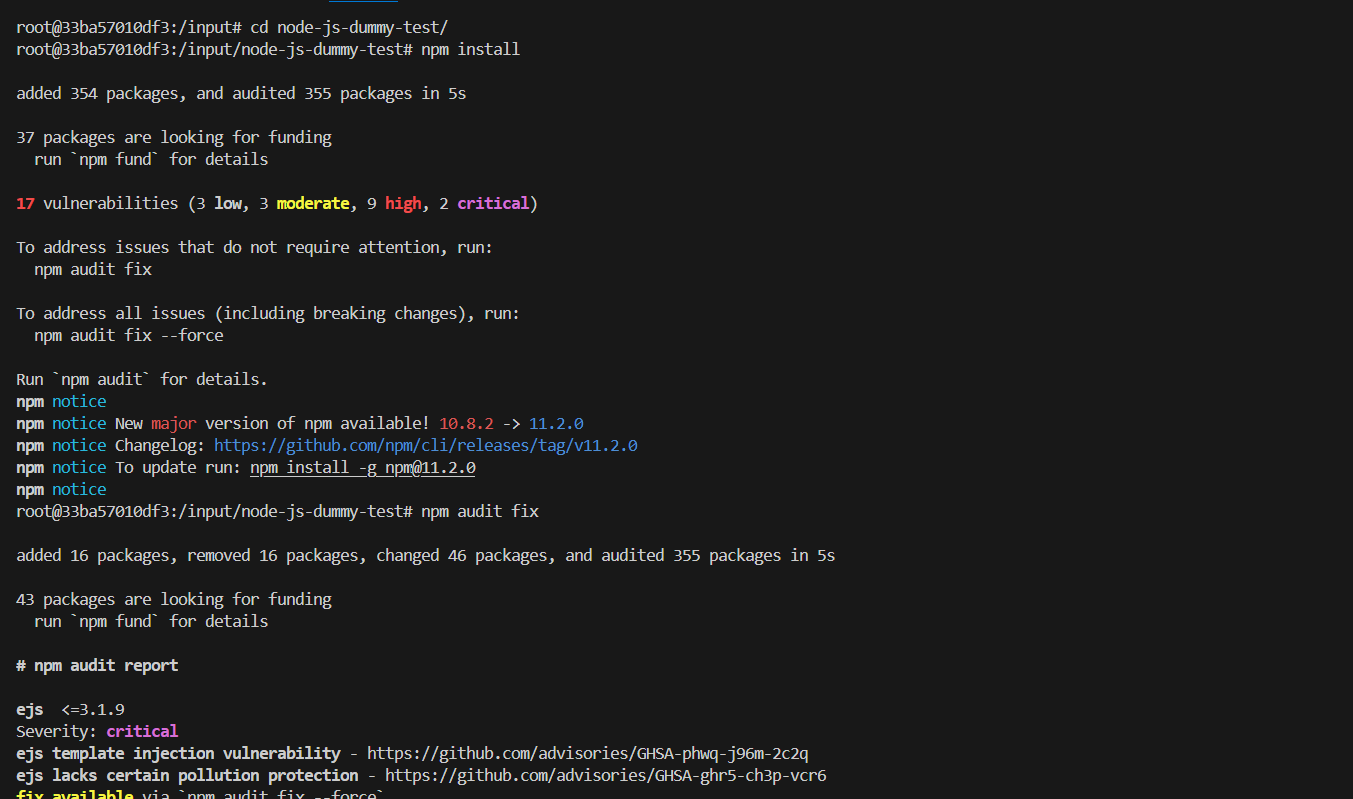 root@33ba57010df3:/input# cd node-js-dummy-test/
root@33ba57010df3:/input/node-js-dummy-test# npm install
added 354 packages, and audited 355 packages in 5s
37 packages are looking for funding
  run `npm fund` for details
17 vulnerabilities (3 low, 3 moderate, 9 high, 2 critical)
To address issues that do not require attention, run:
  npm audit fix
To address all issues (including breaking changes), run:
  npm audit fix --force
Run `npm audit` for details.
npm notice
npm notice New major version of npm available! 10.8.2 -> 11.2.0
npm notice Changelog: https://github.com/npm/cli/releases/tag/v11.2.0
npm notice To update run: npm install -g npm@11.2.0
npm notice
root@33ba57010df3:/input/node-js-dummy-test# npm audit fix
added 16 packages, removed 16 packages, changed 46 packages, and audited 355 packages in 5s
43 packages are looking for funding
  run `npm fund` for details
# npm audit report
ejs  <=3.1.9
Severity: critical
ejs template injection vulnerability - https://github.com/advisories/GHSA-phwq-j96m-2c2q
ejs lacks certain pollution protection - https://github.com/advisories/GHSA-ghr5-ch3p-vcr6
fix available via `npm audit fix --force`